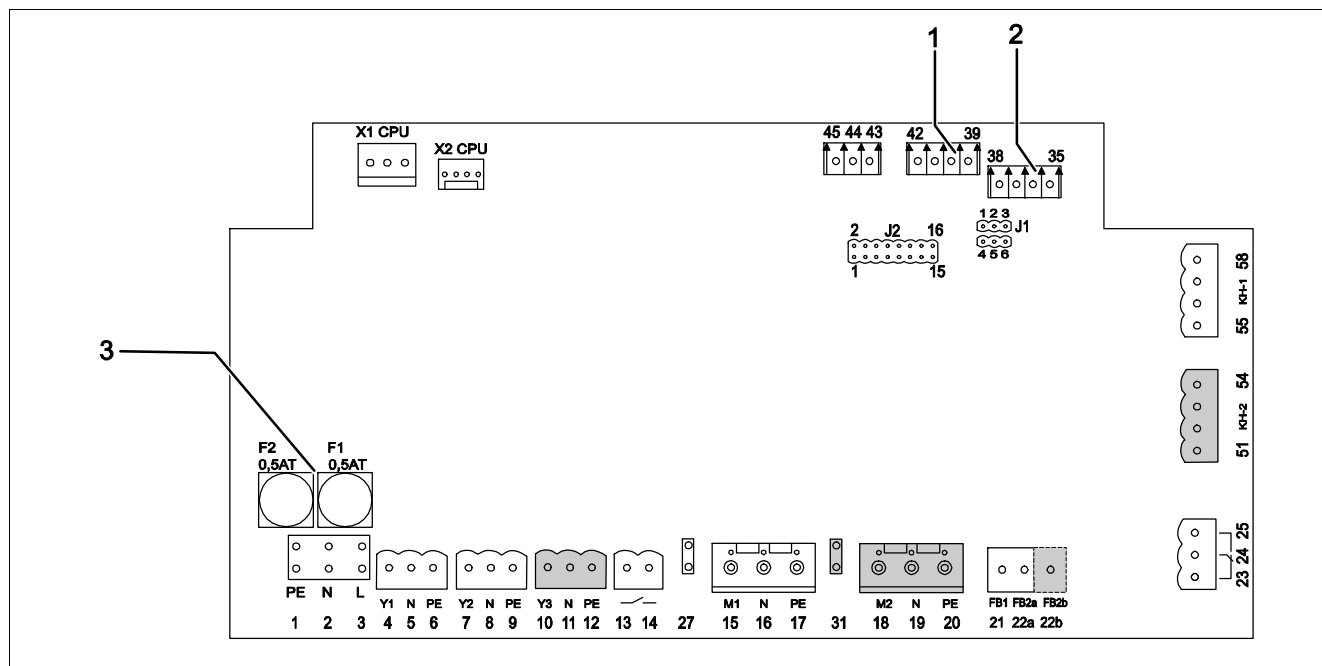 1
2
X1 CPU
X2 CPU
45 44 43
42 39
38 35
1 2 3
J1
4 5 6
2 J2 16
1 15
58
KH-1
55
54
KH-2
51
25
24
23
3
F2
0,5AT
F1
0,5AT
PE N L
Y1 N PE
Y2 N PE
Y3 N PE
M1 N PE
M2 N PE
FB1 FB2a FB2b
1 2 3 4 5 6 7 8 9 10 11 12 13 14 27 15 16 17 31 18 19 20 21 22a 22b